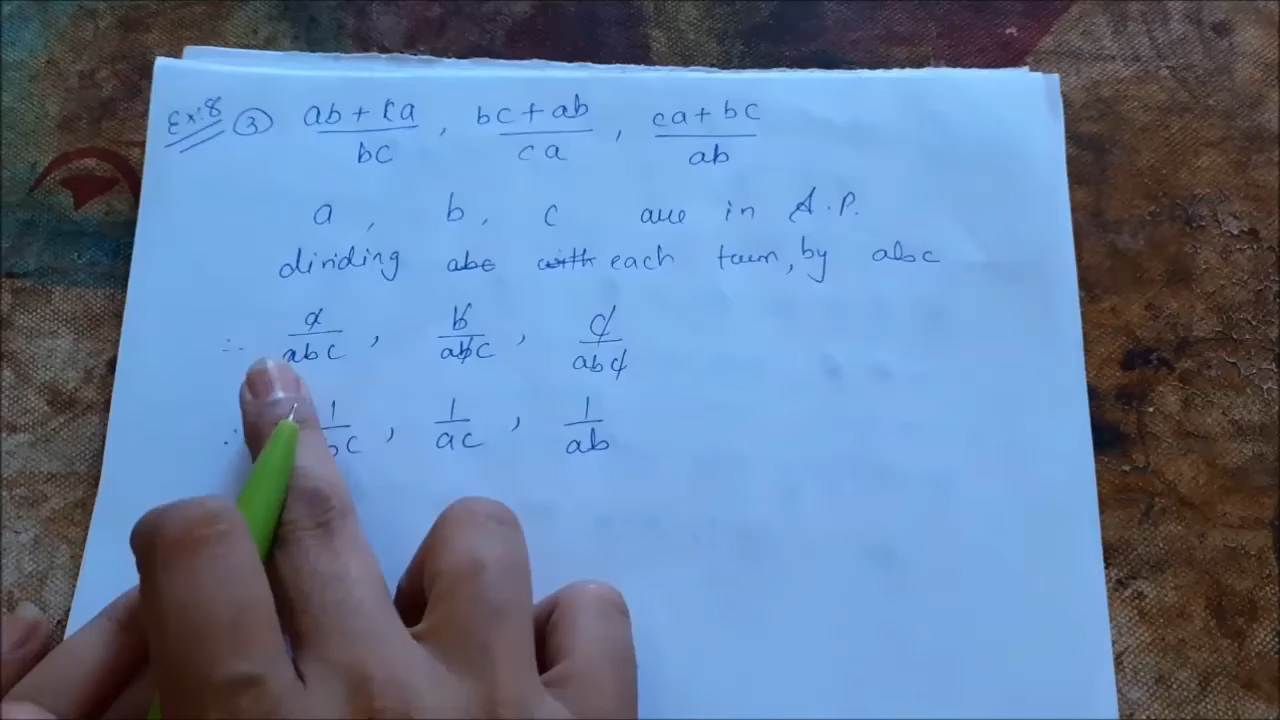 Ex:8 ③ (ab + ca)/bc , (bc + ab)/ca , (ca + bc)/ab
a , b , c are in A.P.
dividing abc with each term, by abc
∴ a/abc , b/abc , c/abc
∴ 1/bc , 1/ac , 1/ab